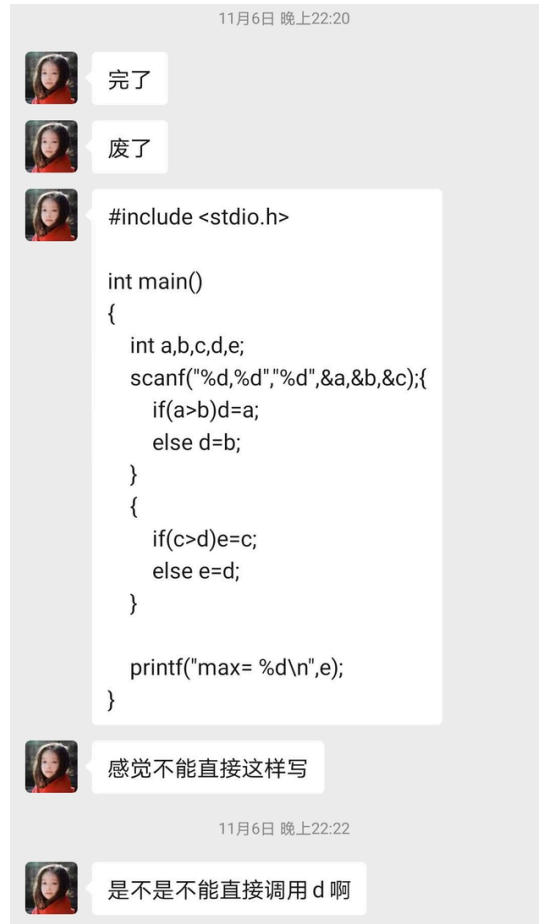 11月6日 晚上22:20
完了
废了
#include <stdio.h>
int main()
{
int a,b,c,d,e;
scanf("%d,%d","%d",&a,&b,&c);{
if(a>b)d=a;
else d=b;
}
{
if(c>d)e=c;
else e=d;
}
printf("max= %d\n",e);
}
感觉不能直接这样写
11月6日 晚上22:22
是不是不能直接调用 d 啊